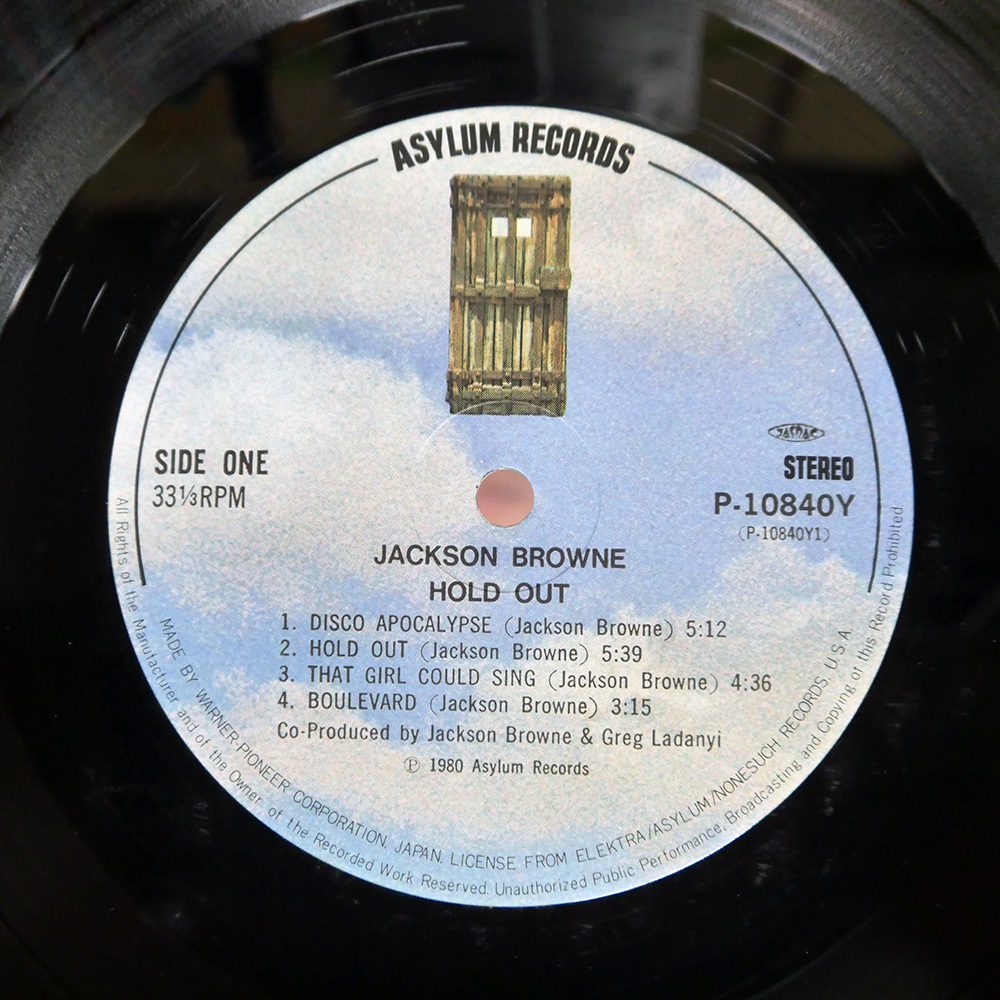 ASYLUM RECORDS
SIDE ONE
33⅓RPM
JASRAC
STEREO
P-10840Y
(P-10840Y1)
JACKSON BROWNE
HOLD OUT
1. DISCO APOCALYPSE (Jackson Browne) 5:12
2. HOLD OUT (Jackson Browne) 5:39
3. THAT GIRL COULD SING (Jackson Browne) 4:36
4. BOULEVARD (Jackson Browne) 3:15
Co-Produced by Jackson Browne & Greg Ladanyi
Ⓟ 1980 Asylum Records
MADE BY WARNER-PIONEER CORPORATION, JAPAN. LICENSE FROM ELEKTRA/ASYLUM/NONESUCH RECORDS, U.S.A.
All Rights of the Manufacturer and of the Owner of the Recorded Work Reserved. Unauthorized Public Performance, Broadcasting and Copying of this Record Prohibited